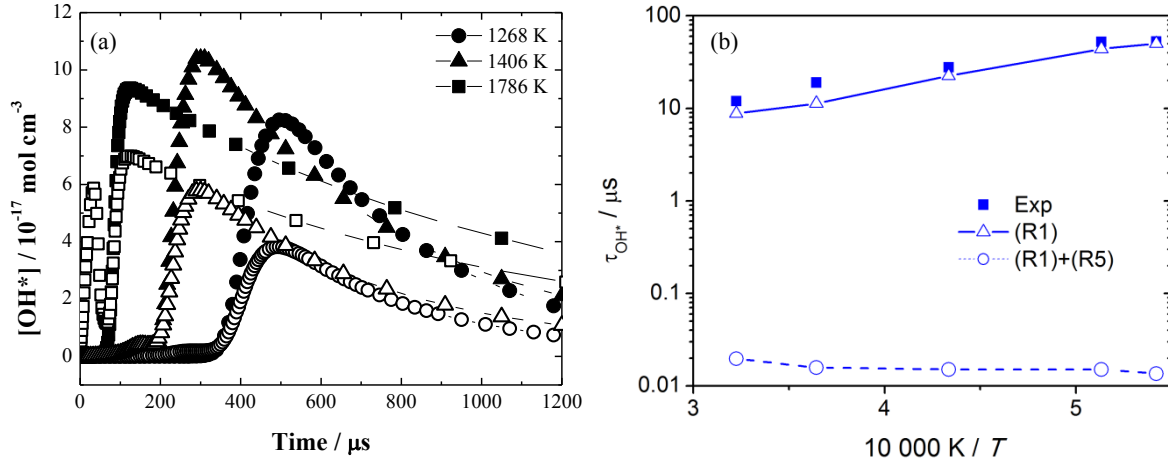 (a)
12
10
8
6
4
2
0
[OH*] / 10⁻¹⁷ mol cm⁻³
1268 K
1406 K
1786 K
0 200 400 600 800 1000 1200
Time / μs
(b)
100
10
1
0.1
0.01
τOH* / μs
Exp
(R1)
(R1)+(R5)
3 4 5
10 000 K / T